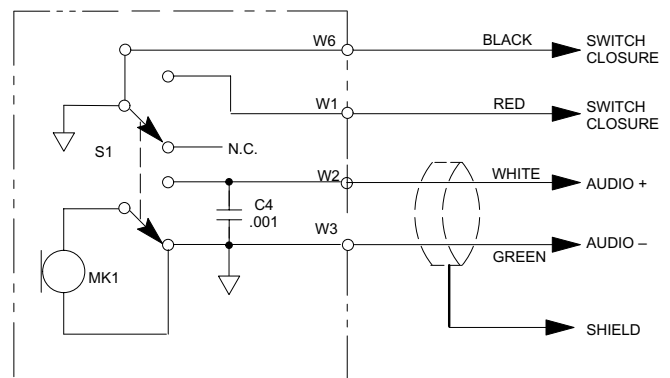 W6
BLACK
SWITCH
CLOSURE
W1
RED
SWITCH
CLOSURE
S1
N.C.
W2
WHITE
AUDIO +
C4
.001
W3
GREEN
AUDIO –
MK1
SHIELD